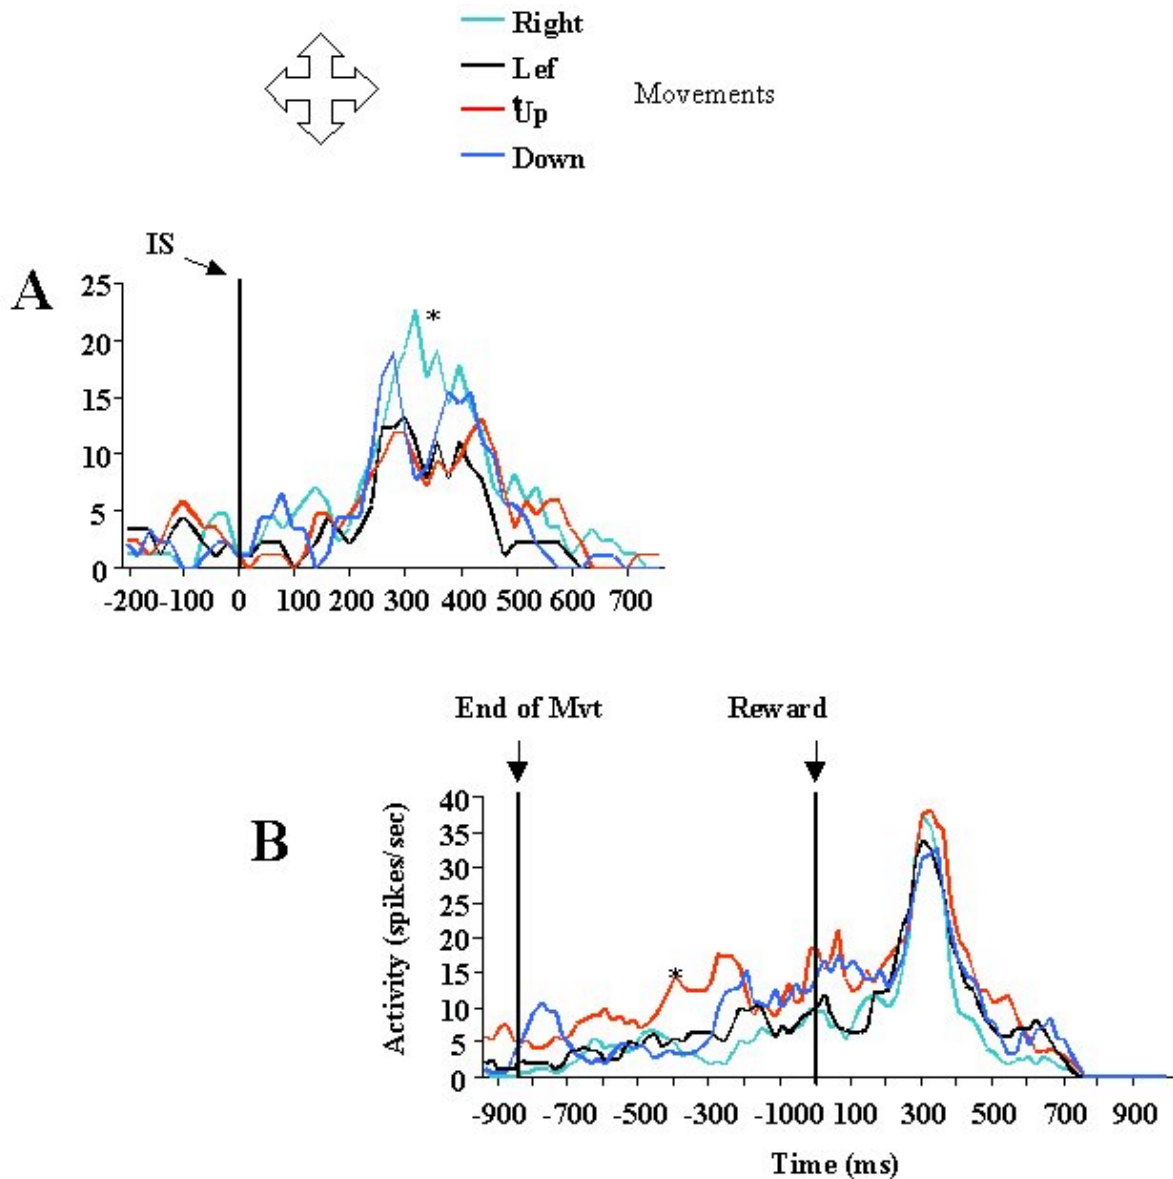 Right
Lef
tUp
Down
Movements
IS
A
25
20
15
10
5
0
-200-100 0 100 200 300 400 500 600 700
*
End of Mvt Reward
B
Activity (spikes/sec)
40
35
30
25
20
15
10
5
0
*
-900 -700 -500 -300 -1000 100 300 500 700 900
Time (ms)